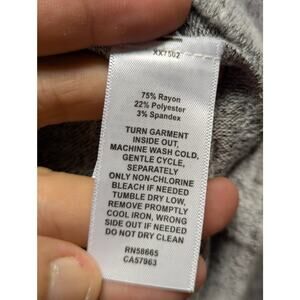 XX7502
75% Rayon
22% Polyester
3% Spandex
TURN GARMENT
INSIDE OUT,
MACHINE WASH COLD,
GENTLE CYCLE,
SEPARATELY
ONLY NON-CHLORINE
BLEACH IF NEEDED
TUMBLE DRY LOW,
REMOVE PROMPTLY
COOL IRON, WRONG
SIDE OUT IF NEEDED
DO NOT DRY CLEAN
RN58665
CA57963